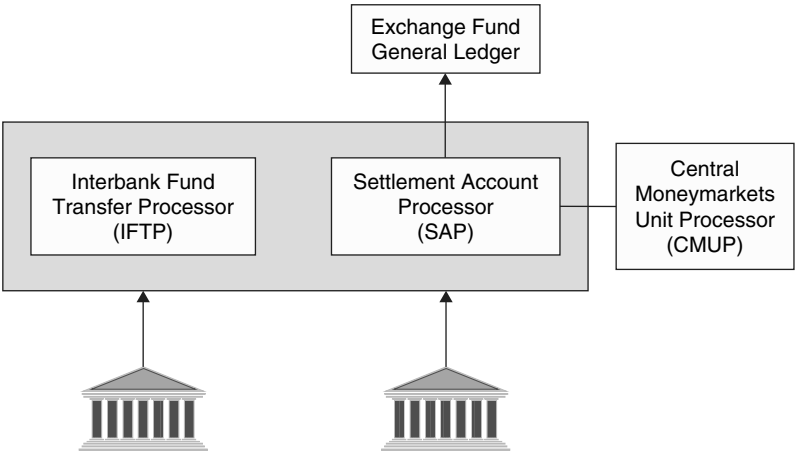 Exchange Fund
General Ledger
Interbank Fund
Transfer Processor
(IFTP)
Settlement Account
Processor
(SAP)
Central
Moneymarkets
Unit Processor
(CMUP)